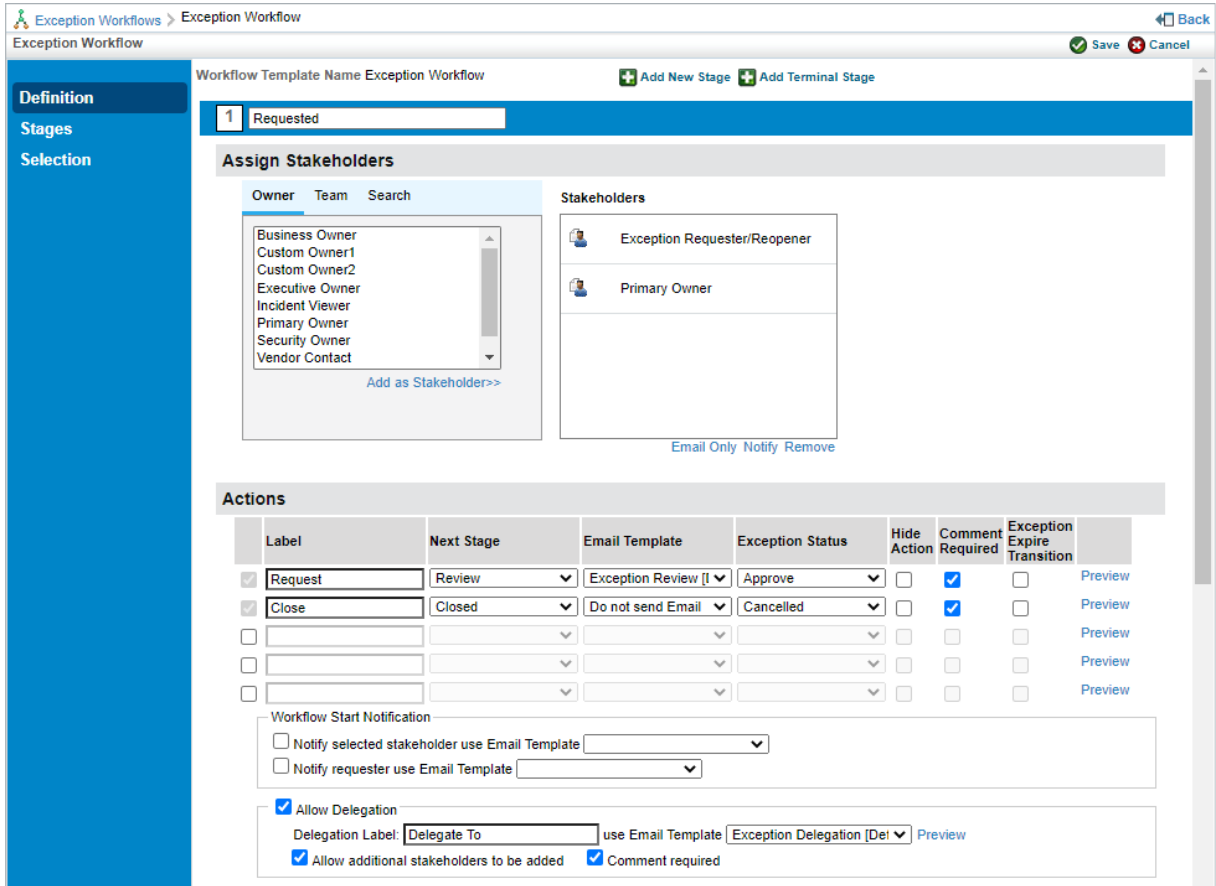 Exception Workflows > Exception Workflow
Back
Exception Workflow
Save Cancel
Definition
Stages
Selection
Workflow Template Name Exception Workflow
Add New Stage Add Terminal Stage
1 Requested
Assign Stakeholders
Owner Team Search
Business Owner
Custom Owner1
Custom Owner2
Executive Owner
Incident Viewer
Primary Owner
Security Owner
Vendor Contact
Add as Stakeholder>>
Stakeholders
Exception Requester/Reopener
Primary Owner
Email Only Notify Remove
Actions
Label Next Stage Email Template Exception Status Hide Action Comment Required Exception Expire Transition
Request Review Exception Review [ Approve Preview
Close Closed Do not send Email Cancelled Preview
Preview
Preview
Preview
Workflow Start Notification
Notify selected stakeholder use Email Template
Notify requester use Email Template
Allow Delegation
Delegation Label: Delegate To use Email Template Exception Delegation [Def Preview
Allow additional stakeholders to be added Comment required